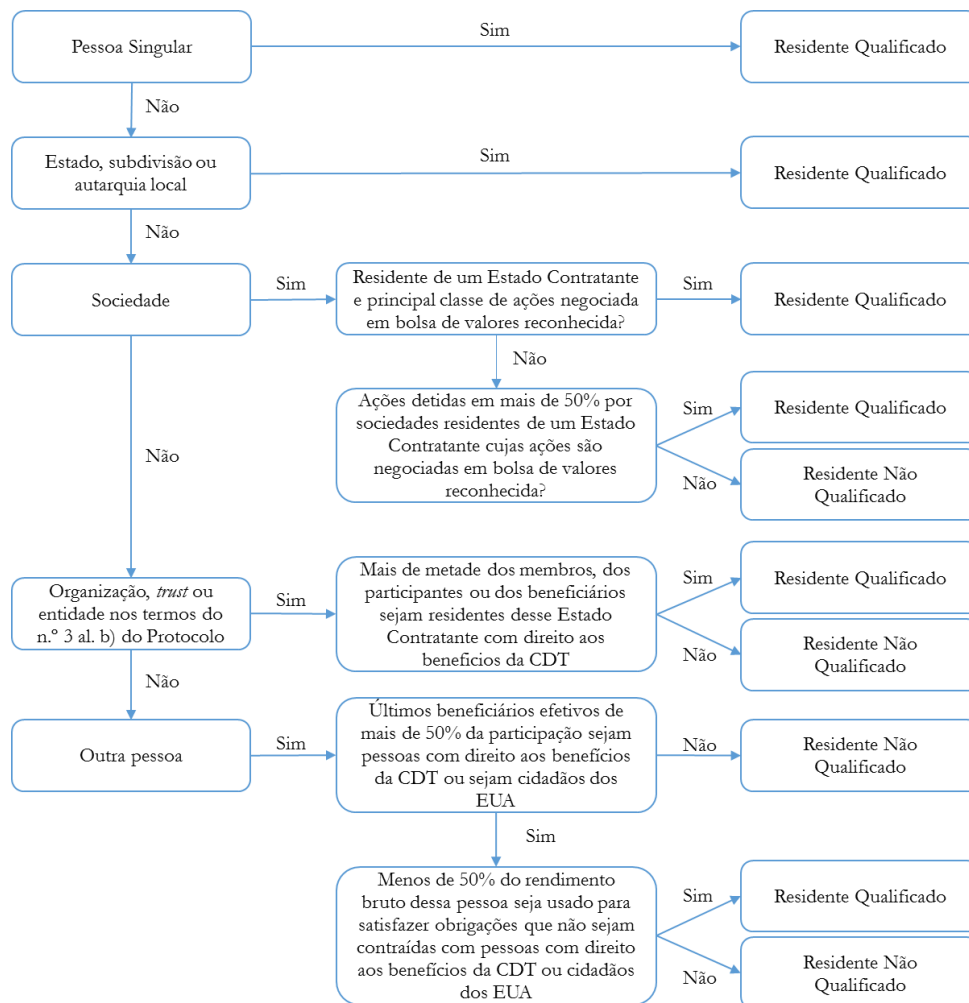 Sim
Pessoa Singular
Residente Qualificado
Não
Sim
Estado, subdivisão ou
autarquia local
Residente Qualificado
Não
Sociedade
Sim
Residente de um Estado Contratante
e principal classe de ações negociada
em bolsa de valores reconhecida?
Sim
Residente Qualificado
Não
Ações detidas em mais de 50% por
sociedades residentes de um Estado
Contratante cujas ações são
negociadas em bolsa de valores
reconhecida?
Sim
Residente Qualificado
Não
Residente Não
Qualificado
Não
Organização, trust ou
entidade nos termos do
n.º 3 al. b) do Protocolo
Sim
Mais de metade dos membros, dos
participantes ou dos beneficiários
sejam residentes desse Estado
Contratante com direito aos
benefícios da CDT
Sim
Residente Qualificado
Não
Residente Não
Qualificado
Não
Outra pessoa
Sim
Últimos beneficiários efetivos de
mais de 50% da participação sejam
pessoas com direito aos benefícios
da CDT ou sejam cidadãos dos
EUA
Não
Residente Não
Qualificado
Sim
Menos de 50% do rendimento
bruto dessa pessoa seja usado para
satisfazer obrigações que não sejam
contraídas com pessoas com direito
aos benefícios da CDT ou cidadãos
dos EUA
Sim
Residente Qualificado
Não
Residente Não
Qualificado